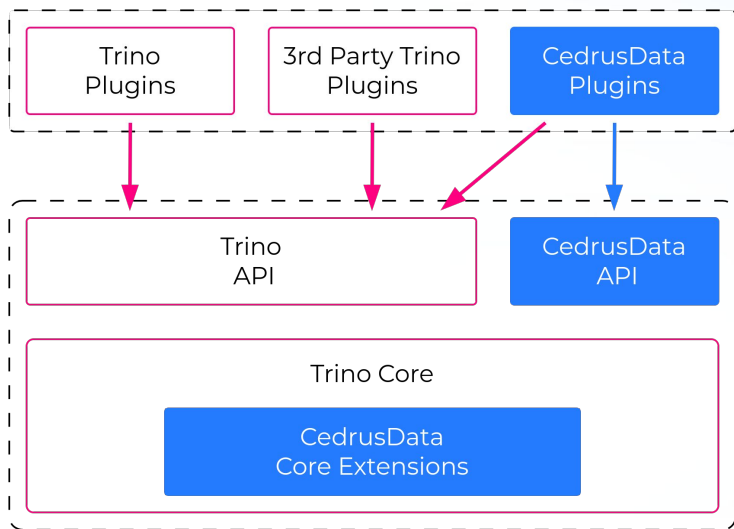 Trino
Plugins
3rd Party Trino
Plugins
CedrusData
Plugins
Trino
API
CedrusData
API
Trino Core
CedrusData
Core Extensions